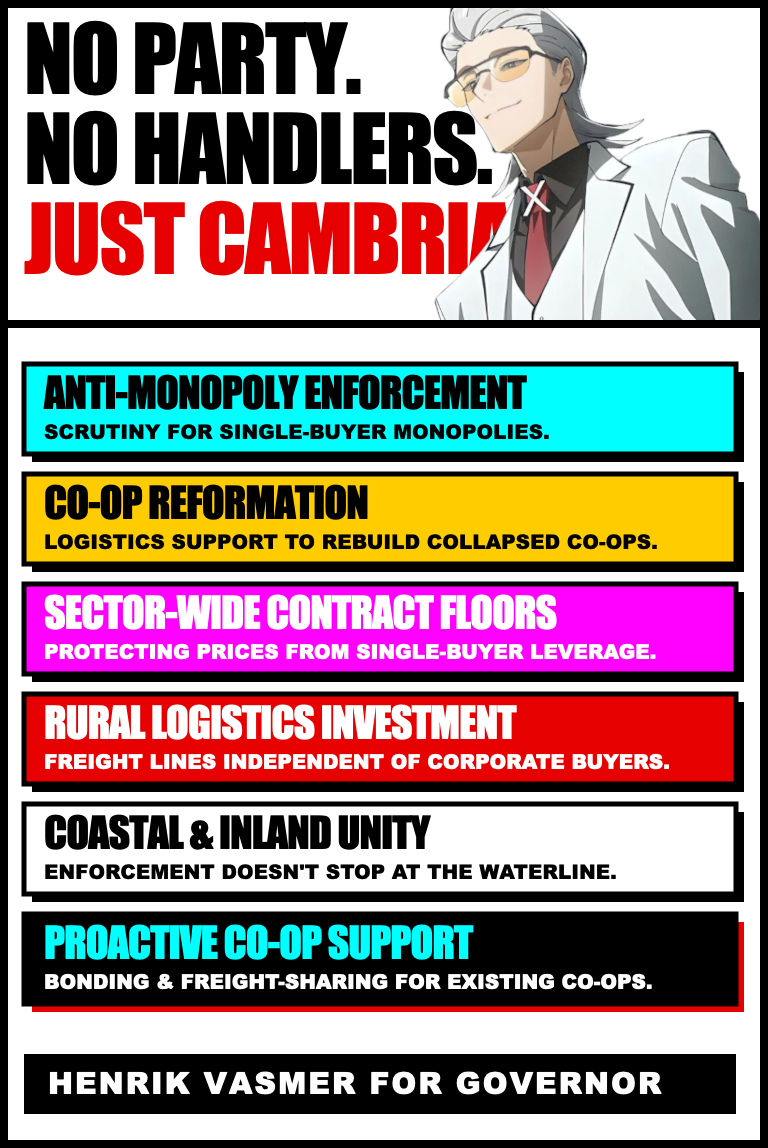 NO PARTY.
NO HANDLERS.
JUST CAMBRIA
ANTI-MONOPOLY ENFORCEMENT
SCRUTINY FOR SINGLE-BUYER MONOPOLIES.
CO-OP REFORMATION
LOGISTICS SUPPORT TO REBUILD COLLAPSED CO-OPS.
SECTOR-WIDE CONTRACT FLOORS
PROTECTING PRICES FROM SINGLE-BUYER LEVERAGE.
RURAL LOGISTICS INVESTMENT
FREIGHT LINES INDEPENDENT OF CORPORATE BUYERS.
COASTAL & INLAND UNITY
ENFORCEMENT DOESN'T STOP AT THE WATERLINE.
PROACTIVE CO-OP SUPPORT
BONDING & FREIGHT-SHARING FOR EXISTING CO-OPS.
HENRIK VASMER FOR GOVERNOR